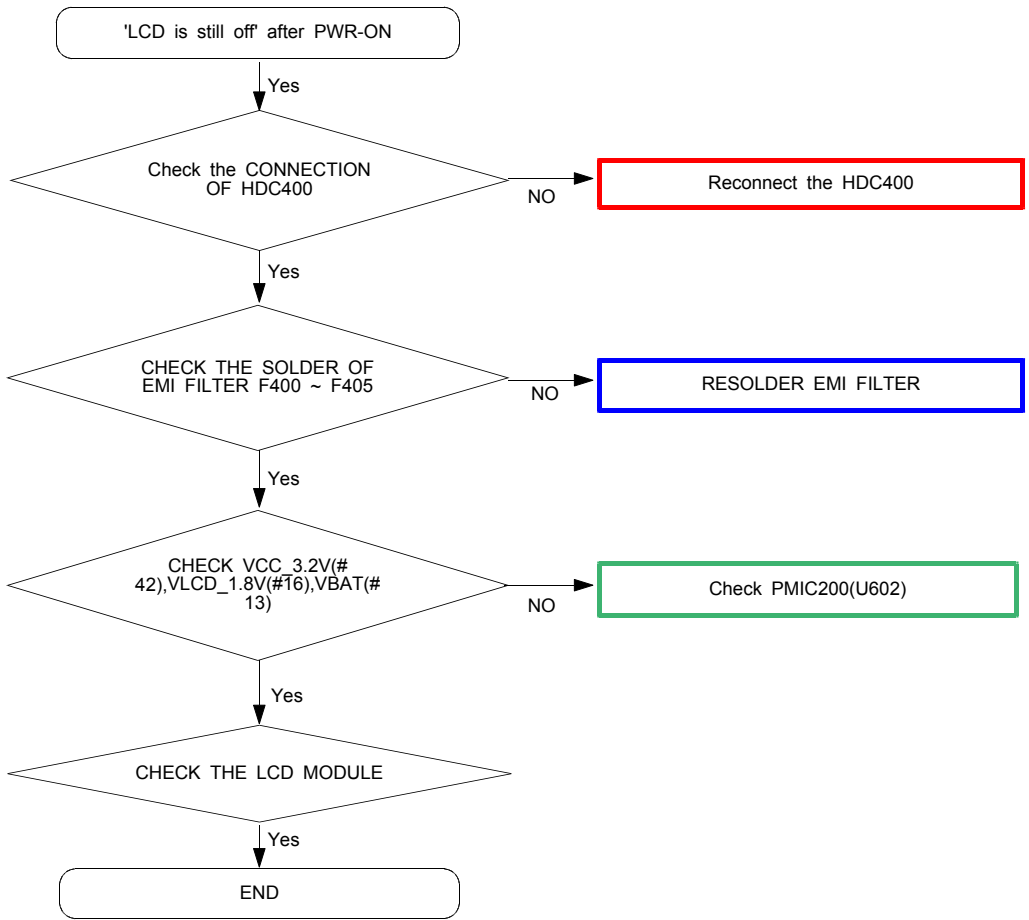 'LCD is still off' after PWR-ON
Yes
Check the CONNECTION
OF HDC400
NO
Reconnect the HDC400
Yes
CHECK THE SOLDER OF
EMI FILTER F400 ~ F405
NO
RESOLDER EMI FILTER
Yes
CHECK VCC_3.2V(#
42),VLCD_1.8V(#16),VBAT(#
13)
NO
Check PMIC200(U602)
Yes
CHECK THE LCD MODULE
Yes
END